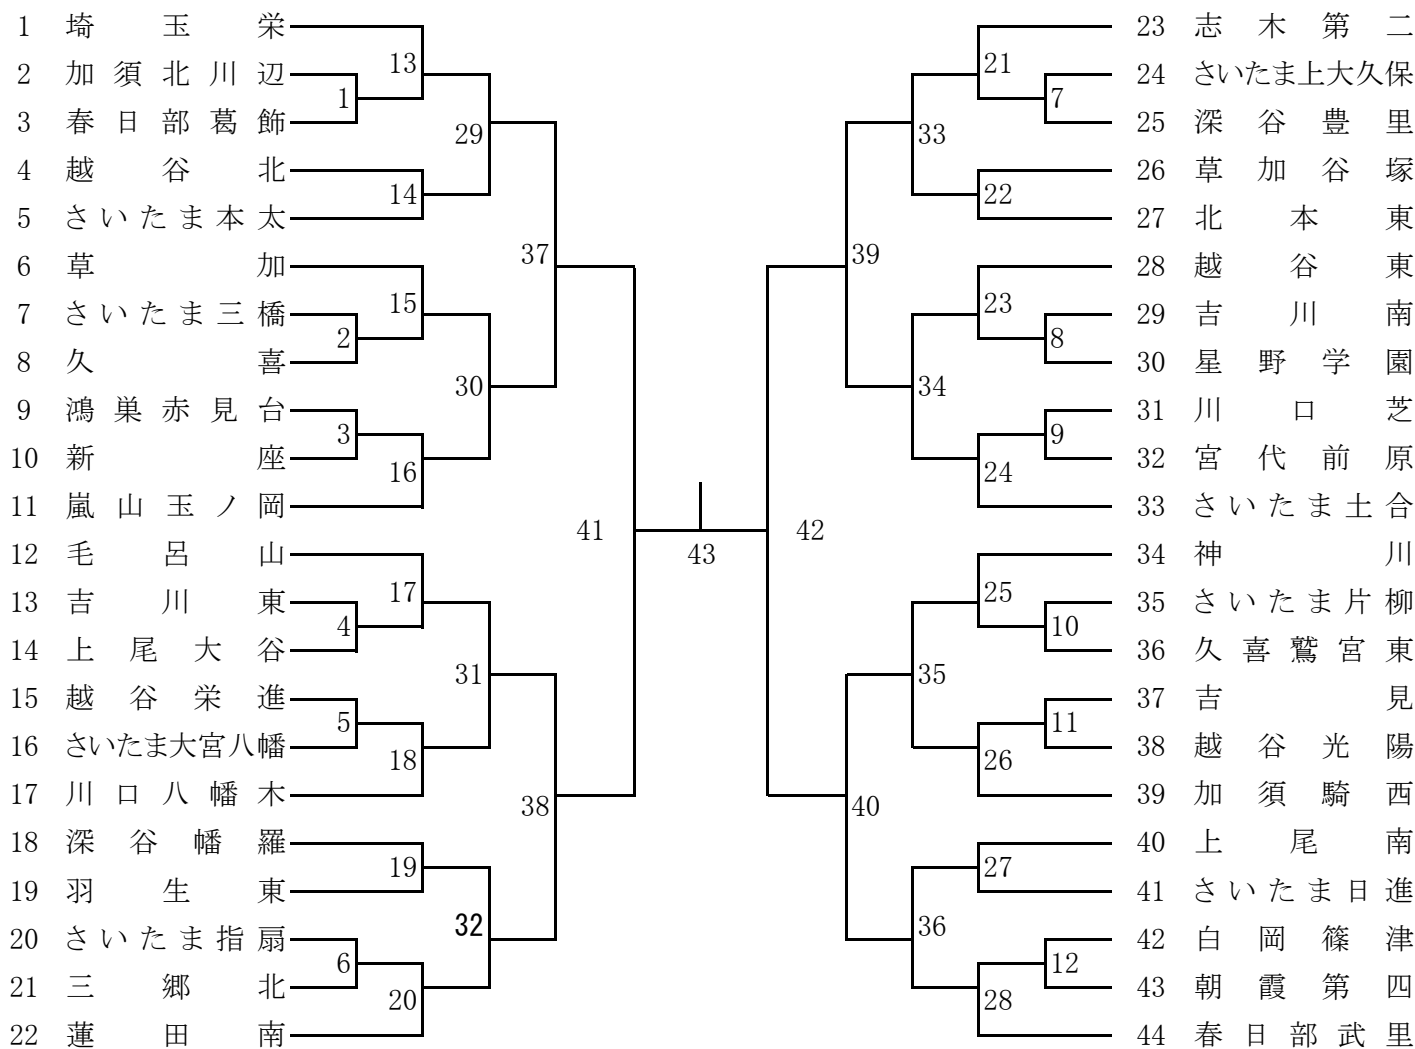 1 埼玉栄
2 加須北川辺
3 春日部葛飾
4 越谷北
5 さいたま本太
6 草加
7 さいたま三橋
8 久喜
9 鴻巣赤見台
10 新座
11 嵐山玉ノ岡
12 毛呂山
13 吉川東
14 上尾大谷
15 越谷栄進
16 さいたま大宮八幡
17 川口八幡木
18 深谷幡羅
19 羽生東
20 さいたま指扇
21 三郷北
22 蓮田南
1
2
3
4
5
6
13
14
15
16
17
18
19
20
29
30
31
32
37
38
41
43
42
39
40
33
34
35
36
21
22
23
24
25
26
27
28
7
8
9
10
11
12
23 志木第二
24 さいたま上大久保
25 深谷豊里
26 草加谷塚
27 北本東
28 越谷東
29 吉川南
30 星野学園
31 川口芝
32 宮代前原
33 さいたま土合
34 神川
35 さいたま片柳
36 久喜鷲宮東
37 吉見
38 越谷光陽
39 加須騎西
40 上尾南
41 さいたま日進
42 白岡篠津
43 朝霞第四
44 春日部武里